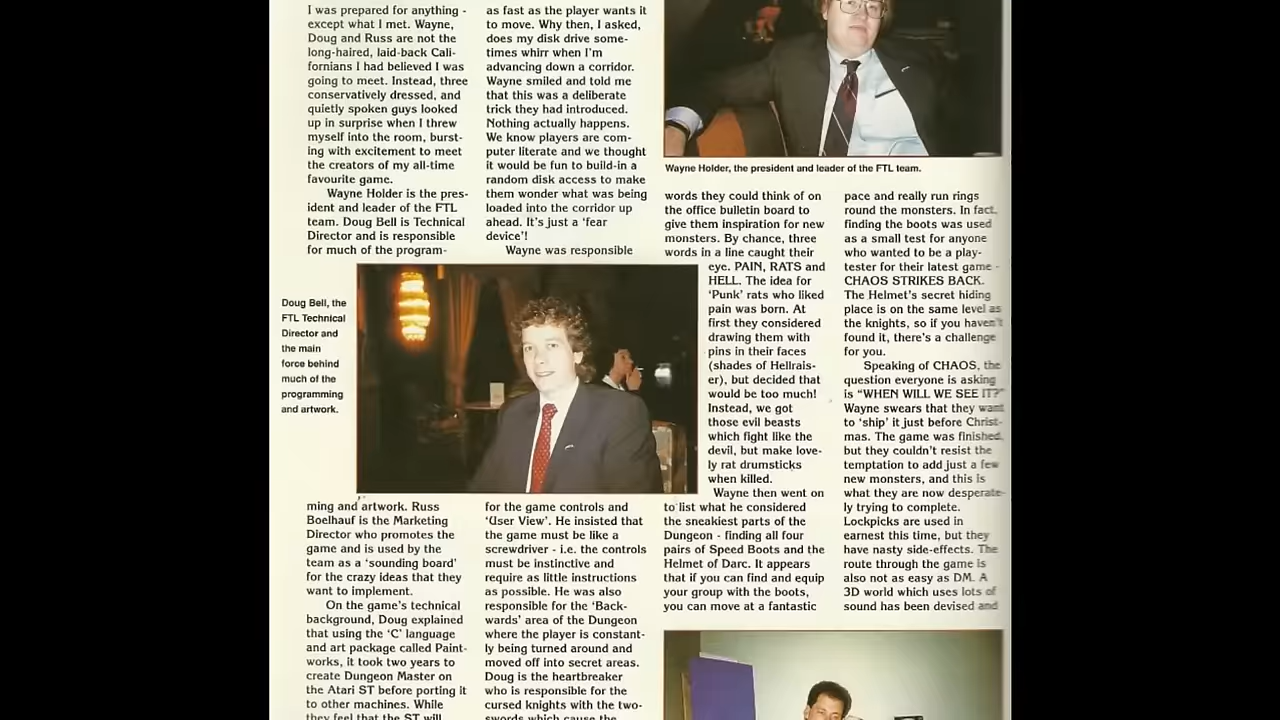 I was prepared for anything -
except what I met. Wayne,
Doug and Russ are not the
long-haired, laid-back Cali-
fornians I had believed I was
going to meet. Instead, three
conservatively dressed, and
quietly spoken guys looked
up in surprise when I threw
myself into the room, burst-
ing with excitement to meet
the creators of my all-time
favourite game.
Wayne Holder is the pres-
ident and leader of the FTL
team. Doug Bell is Technical
Director and is responsible
for much of the program-
Doug Bell, the
FTL Technical
Director and
the main
force behind
much of the
programming
and artwork.
ming and artwork. Russ
Boelhauf is the Marketing
Director who promotes the
game and is used by the
team as a 'sounding board'
for the crazy ideas that they
want to implement.
On the game's technical
background, Doug explained
that using the 'C' language
and art package called Paint-
works, it took two years to
create Dungeon Master on
the Atari ST before porting it
to other machines. While
they feel that the ST will
as fast as the player wants it
to move. Why then, I asked,
does my disk drive some-
times whirr when I'm
advancing down a corridor.
Wayne smiled and told me
that this was a deliberate
trick they had introduced.
Nothing actually happens.
We know players are com-
puter literate and we thought
it would be fun to build-in a
random disk access to make
them wonder what was being
loaded into the corridor up
ahead. It's just a 'fear
device'!
Wayne was responsible
for the game controls and
'User View'. He insisted that
the game must be like a
screwdriver - i.e. the controls
must be instinctive and
require as little instructions
as possible. He was also
responsible for the 'Back-
wards' area of the Dungeon
where the player is constant-
ly being turned around and
moved off into secret areas.
Doug is the heartbreaker
who is responsible for the
cursed knights with the two-
swords which cause the
Wayne Holder, the president and leader of the FTL team.
words they could think of on
the office bulletin board to
give them inspiration for new
monsters. By chance, three
words in a line caught their
eye. PAIN, RATS and
HELL. The idea for
'Punk' rats who liked
pain was born. At
first they considered
drawing them with
pins in their faces
(shades of Hellrais-
er), but decided that
would be too much!
Instead, we got
those evil beasts
which fight like the
devil, but make love-
ly rat drumsticks
when killed.
Wayne then went on
to list what he considered
the sneakiest parts of the
Dungeon - finding all four
pairs of Speed Boots and the
Helmet of Darc. It appears
that if you can find and equip
your group with the boots,
you can move at a fantastic
pace and really run rings
round the monsters. In fact,
finding the boots was used
as a small test for anyone
who wanted to be a play-
tester for their latest game -
CHAOS STRIKES BACK.
The Helmet's secret hiding
place is on the same level as
the knights, so if you haven't
found it, there's a challenge
for you.
Speaking of CHAOS, the
question everyone is asking
is "WHEN WILL WE SEE IT?"
Wayne swears that they want
to 'ship' it just before Christ-
mas. The game was finished,
but they couldn't resist the
temptation to add just a few
new monsters, and this is
what they are now desperate-
ly trying to complete.
Lockpicks are used in
earnest this time, but they
have nasty side-effects. The
route through the game is
also not as easy as DM. A
3D world which uses lots of
sound has been devised and